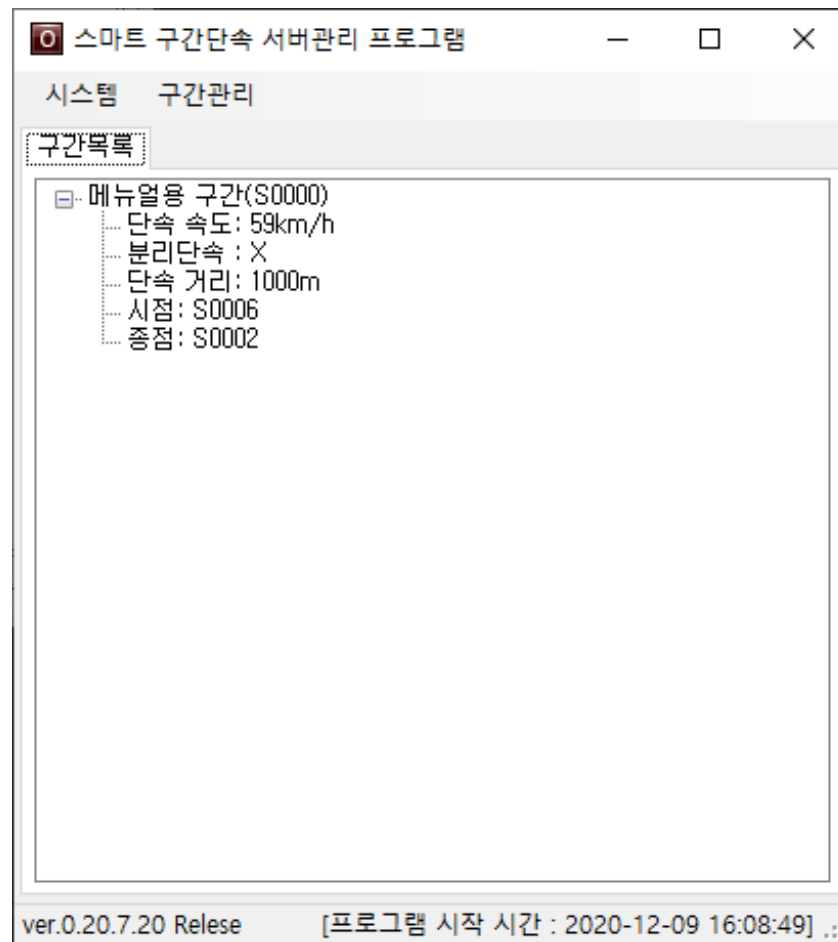 스마트 구간단속 서버관리 프로그램
시스템 구간관리
구간목록
메뉴얼용 구간(S0000)
단속 속도: 59km/h
분리단속 : X
단속 거리: 1000m
시점: S0006
종점: S0002
ver.0.20.7.20 Relese [프로그램 시작 시간 : 2020-12-09 16:08:49]